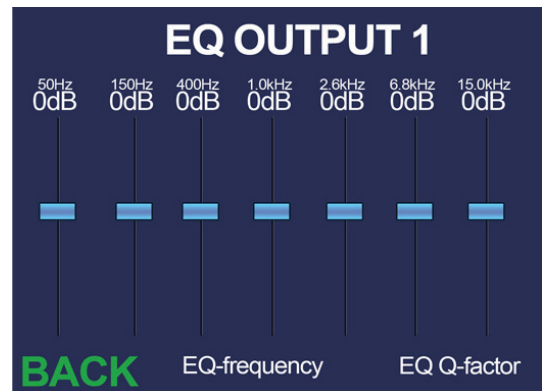 EQ OUTPUT 1
50Hz 150Hz 400Hz 1.0kHz 2.6kHz 6.8kHz 15.0kHz
0dB 0dB 0dB 0dB 0dB 0dB 0dB
BACK EQ-frequency EQ Q-factor